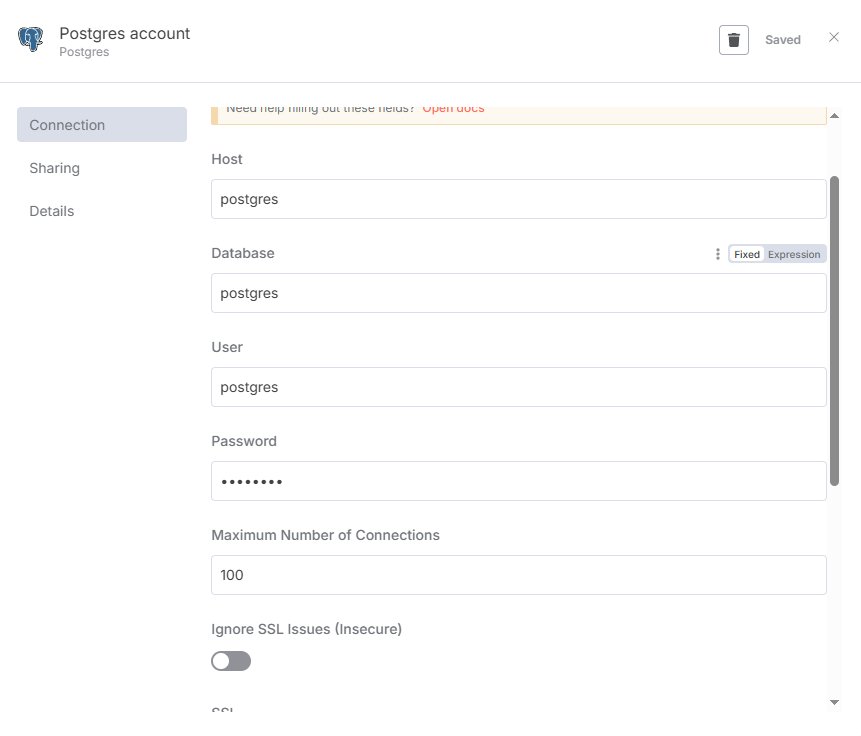 Postgres account
Postgres
Saved
Connection
Sharing
Details
Need help filling out these fields? Open docs
Host
postgres
Database
Fixed Expression
postgres
User
postgres
Password
••••••••
Maximum Number of Connections
100
Ignore SSL Issues (Insecure)
SSL